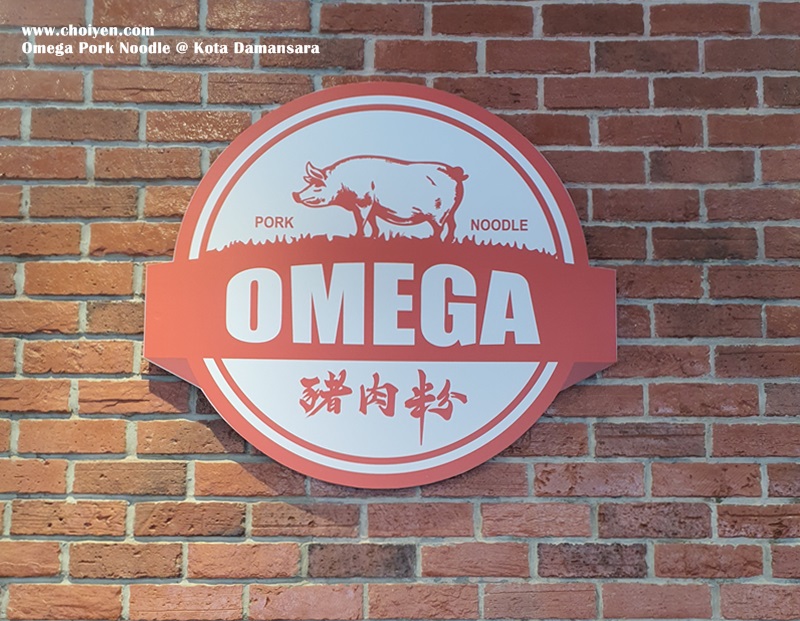 www.choiyen.com
Omega Pork Noodle @ Kota Damansara
PORK NOODLE
OMEGA
豬肉粉